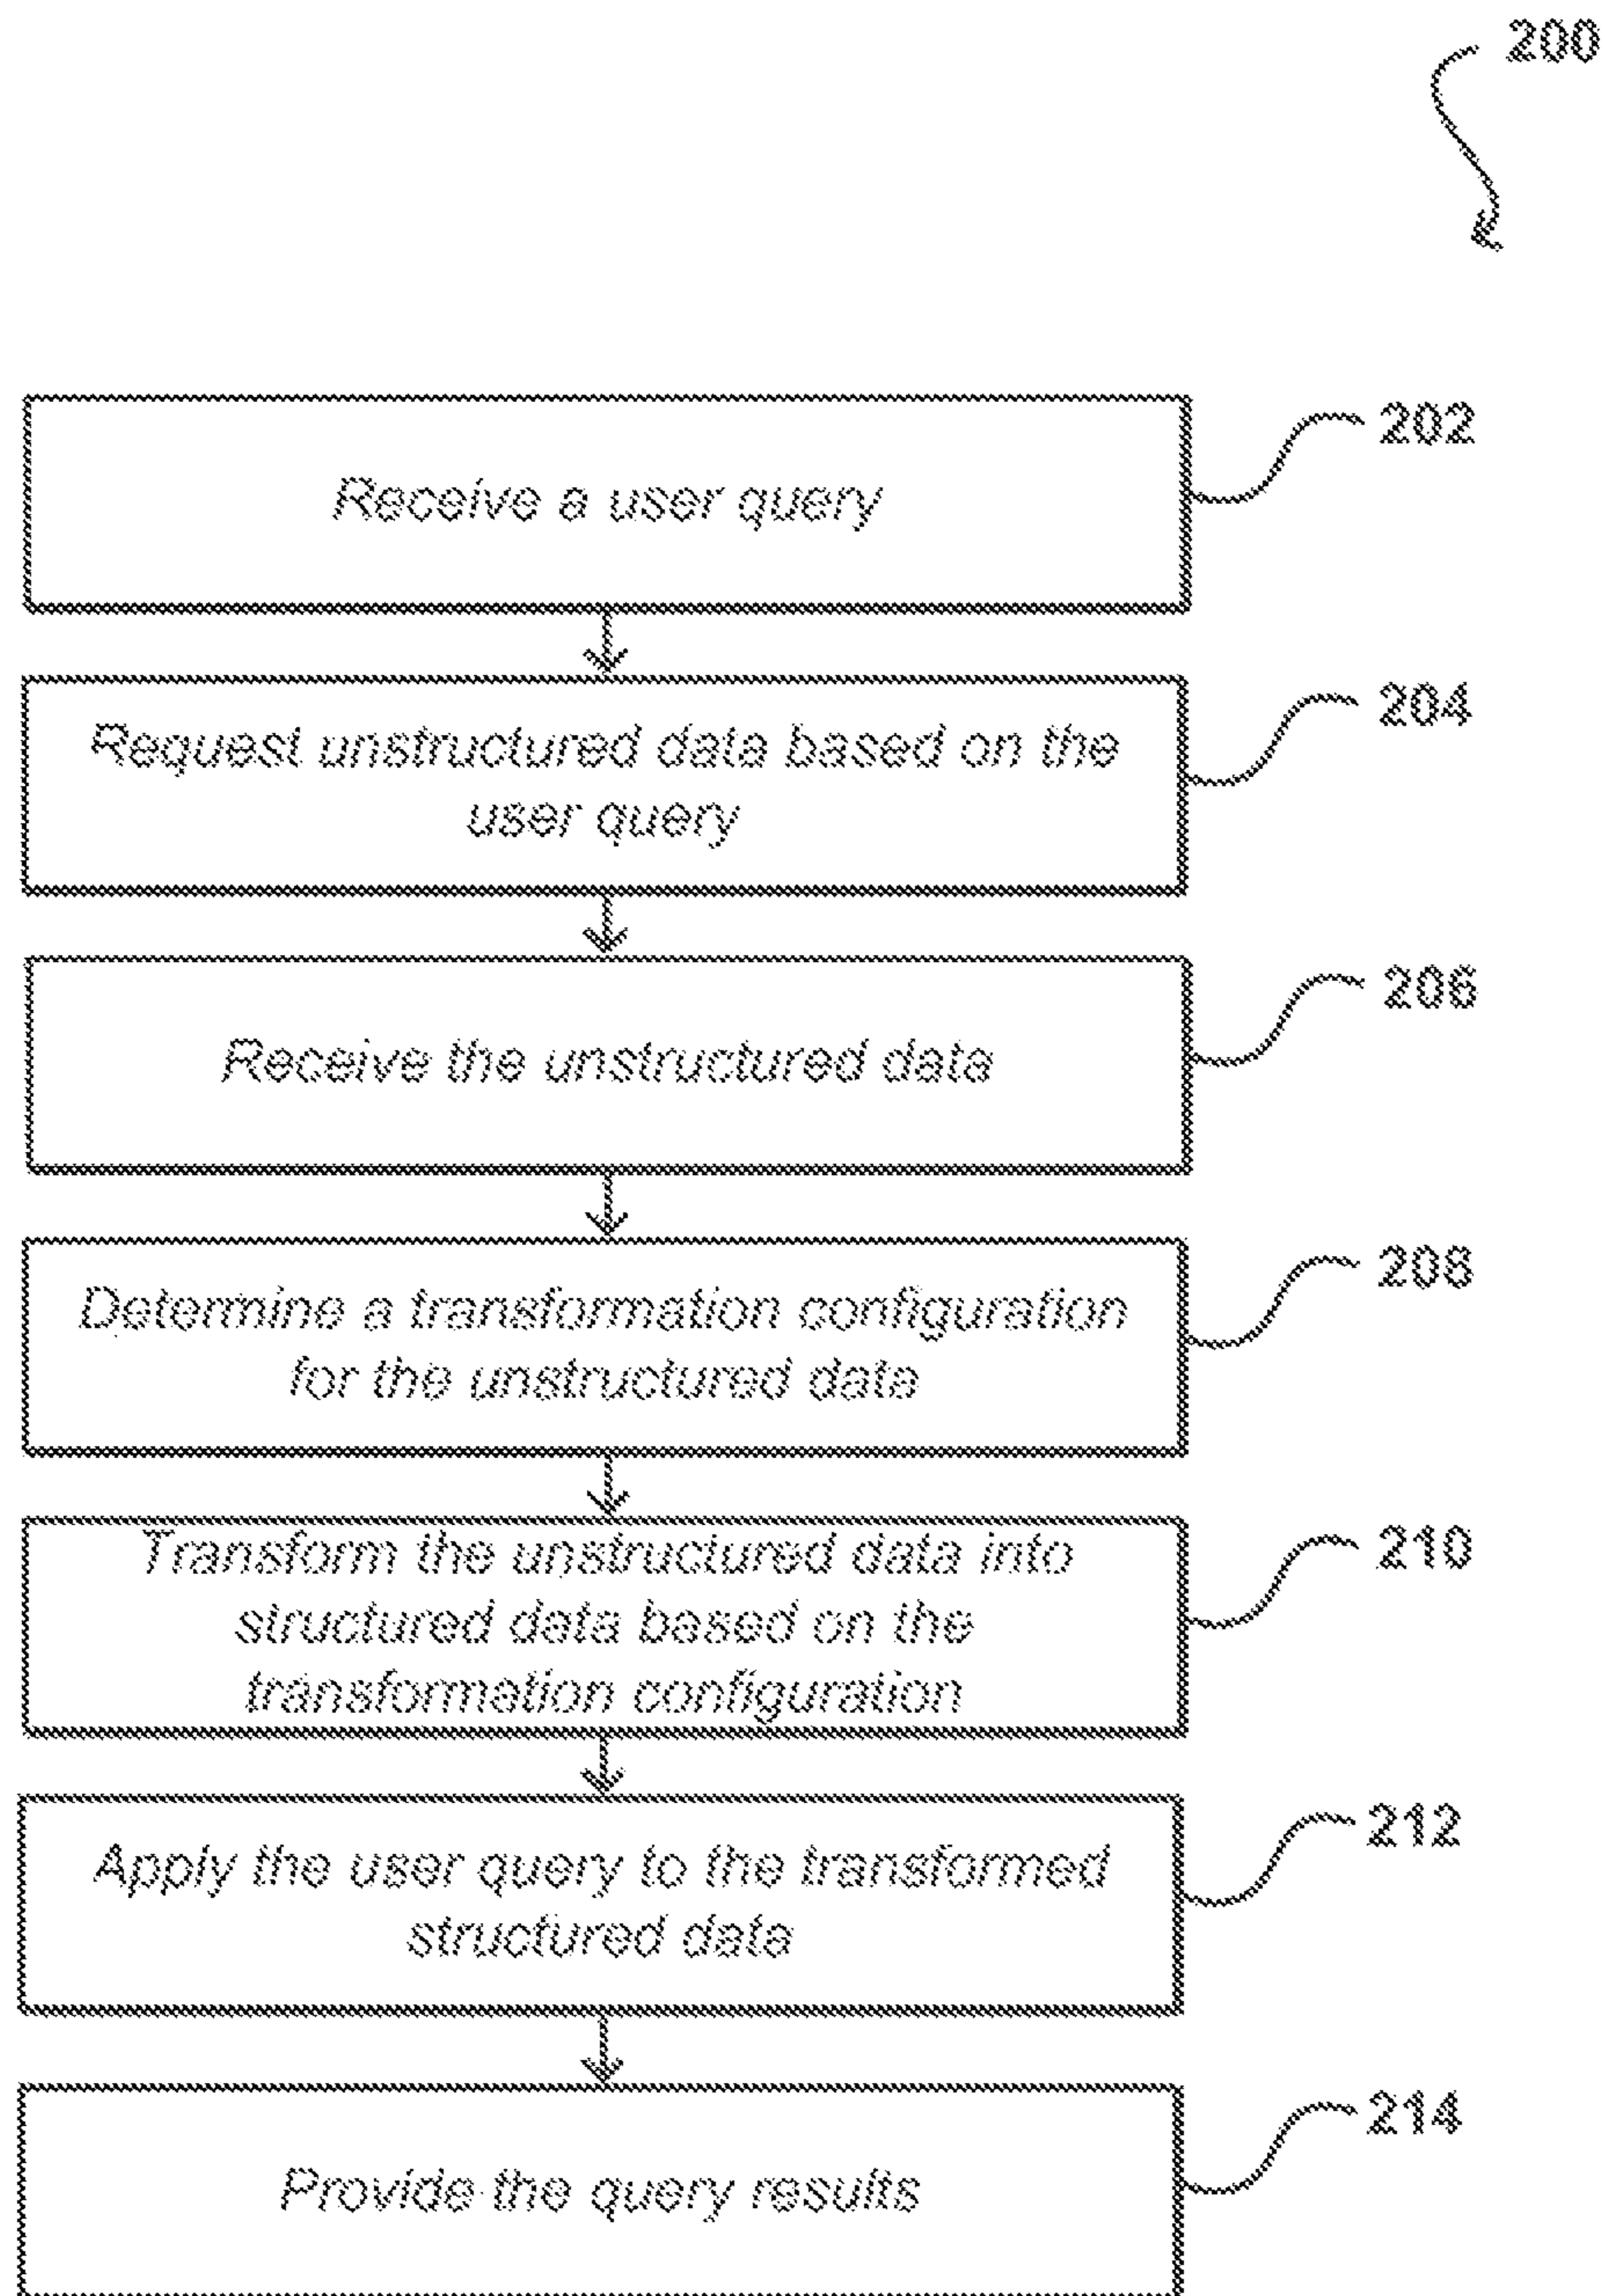 200
Receive a user query
202
Request unstructured data based on the
user query
204
Receive the unstructured data
206
Determine a transformation configuration
for the unstructured data
208
Transform the unstructured data into
structured data based on the
transformation configuration
210
Apply the user query to the transformed
structured data
212
Provide the query results
214